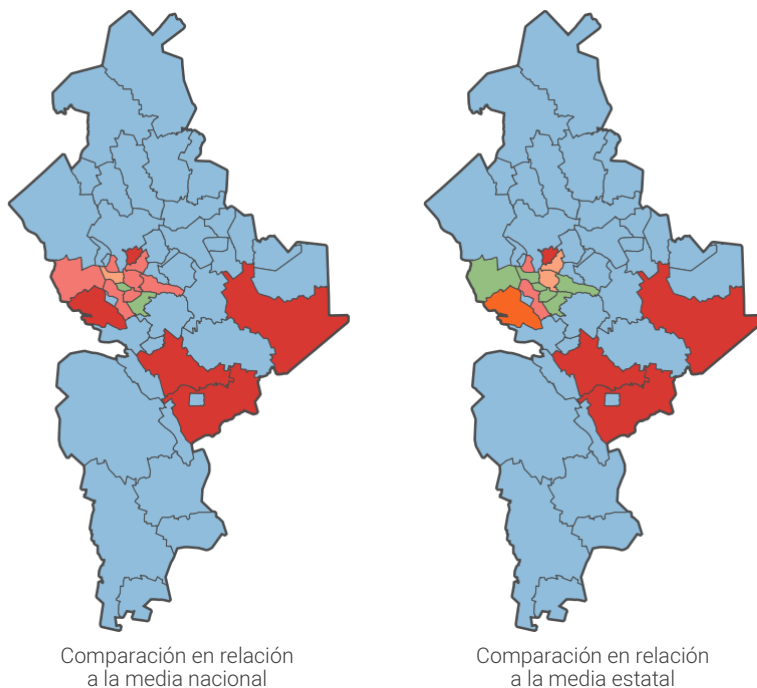 Comparación en relación
a la media nacional
Comparación en relación
a la media estatal